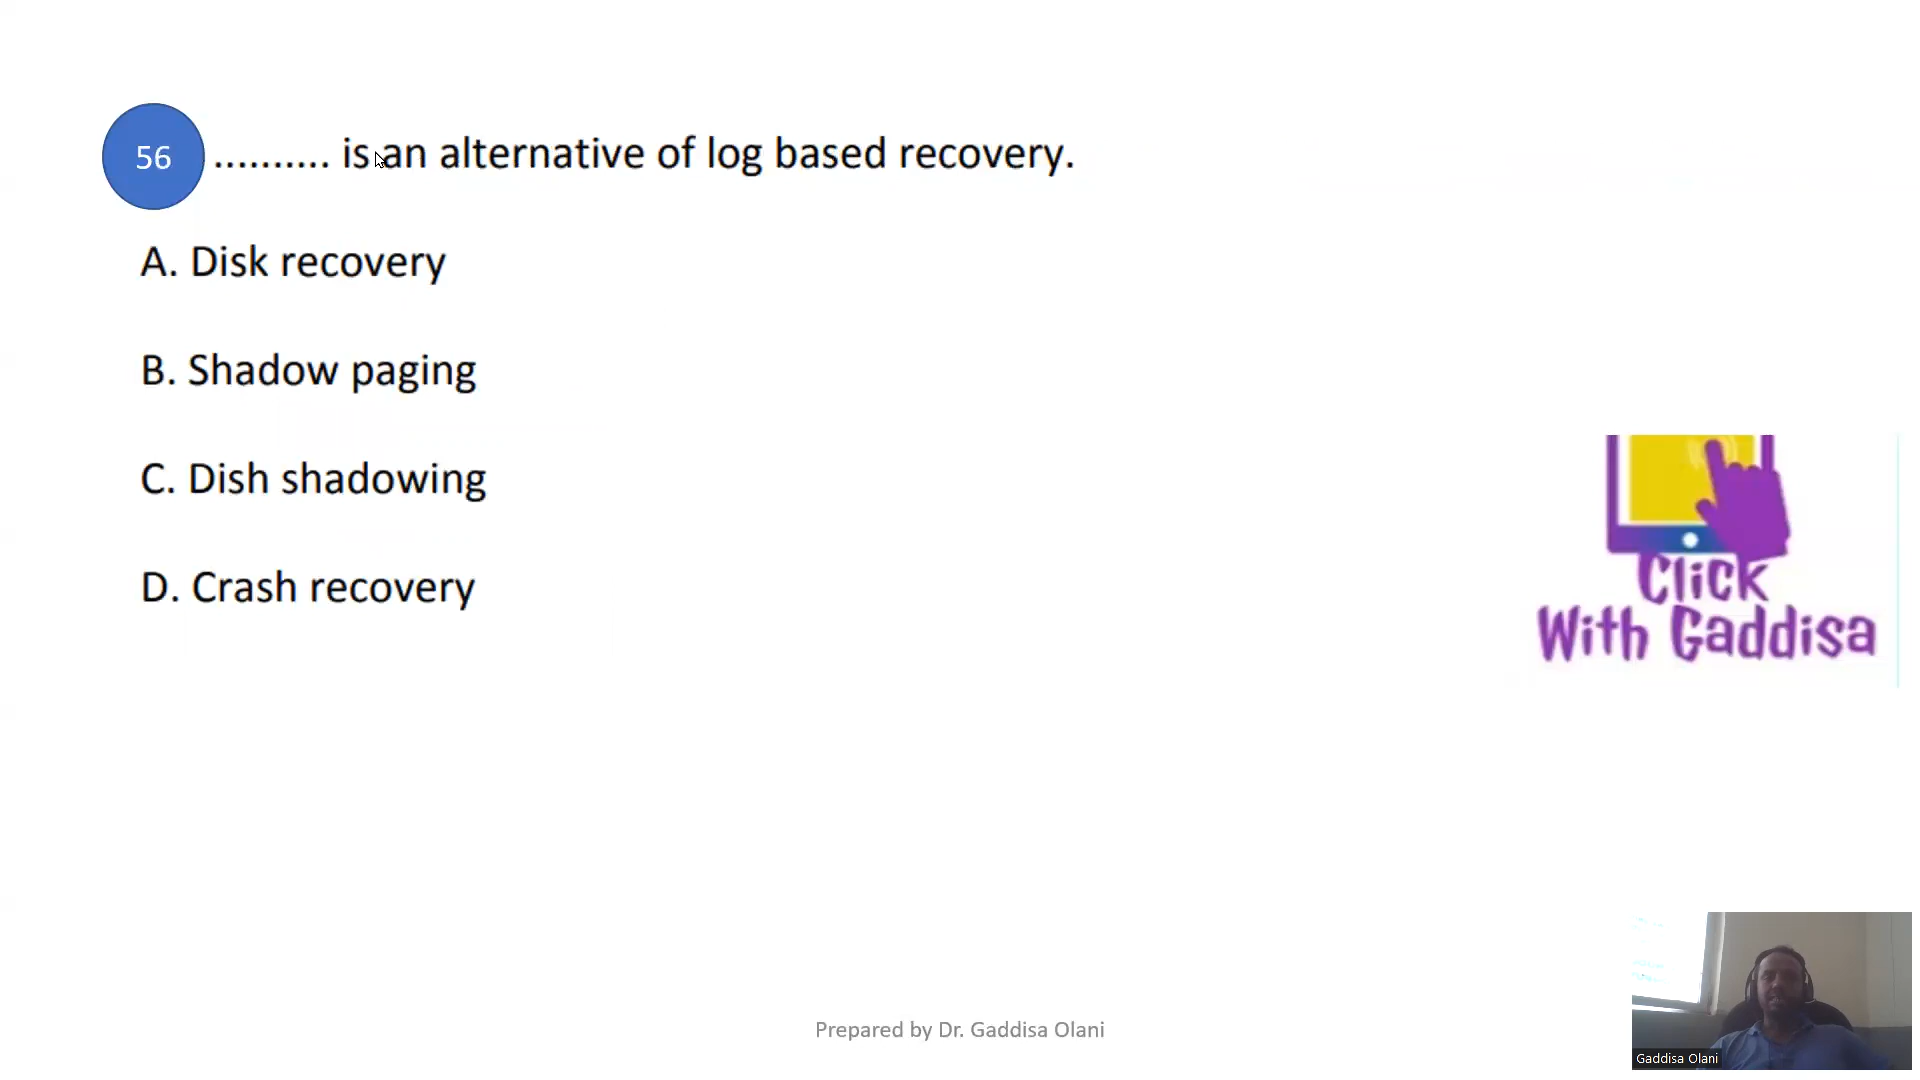 56 .......... is an alternative of log based recovery.
A. Disk recovery
B. Shadow paging
C. Dish shadowing
D. Crash recovery
Click
With Gaddisa
Prepared by Dr. Gaddisa Olani
Gaddisa Olani